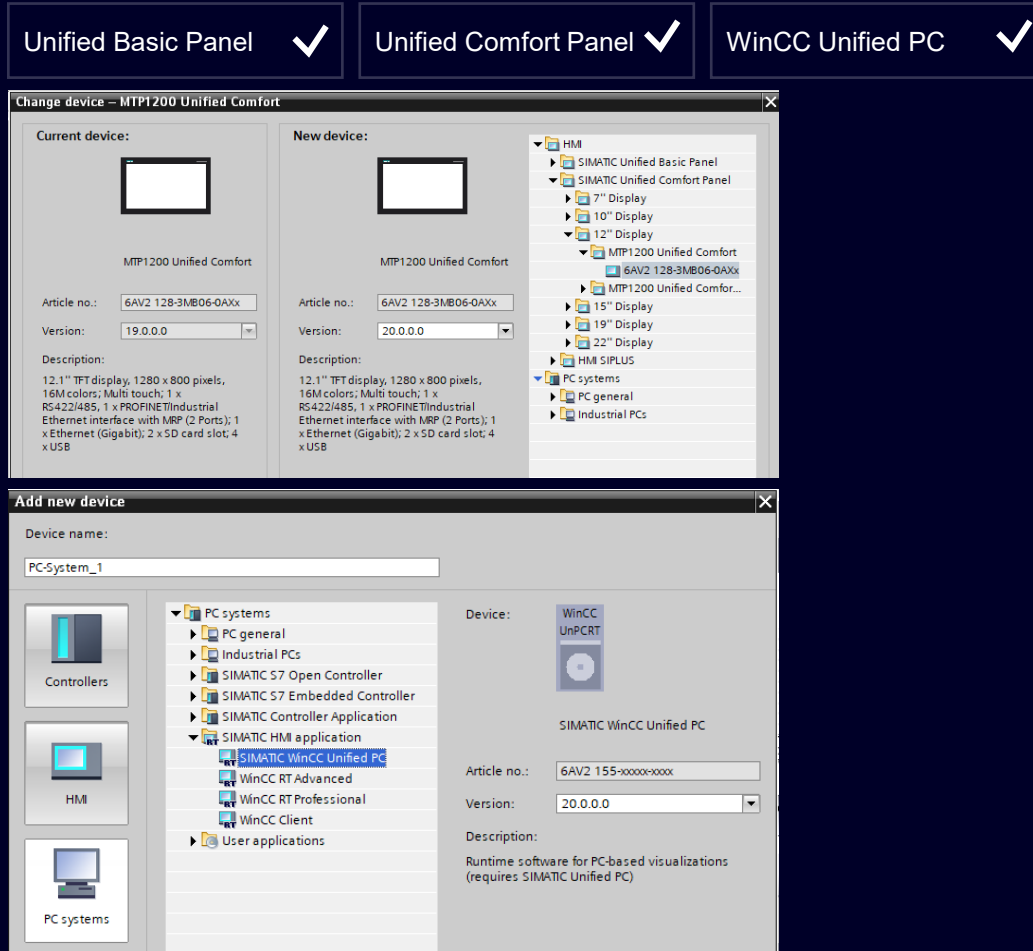 Unified Basic Panel
Unified Comfort Panel
WinCC Unified PC
Change device – MTP1200 Unified Comfort
Current device:
MTP1200 Unified Comfort
Article no.:
6AV2 128-3MB06-0AXx
Version:
19.0.0.0
Description:
12.1" TFT display, 1280 x 800 pixels,
16M colors; Multi touch; 1 x
RS422/485, 1 x PROFINET/Industrial
Ethernet interface with MRP (2 Ports); 1
x Ethernet (Gigabit); 2 x SD card slot; 4
x USB
New device:
MTP1200 Unified Comfort
Article no.:
6AV2 128-3MB06-0AXx
Version:
20.0.0.0
Description:
12.1" TFT display, 1280 x 800 pixels,
16M colors; Multi touch; 1 x
RS422/485, 1 x PROFINET/Industrial
Ethernet interface with MRP (2 Ports); 1
x Ethernet (Gigabit); 2 x SD card slot; 4
x USB
HMI
SIMATIC Unified Basic Panel
SIMATIC Unified Comfort Panel
7" Display
10" Display
12" Display
MTP1200 Unified Comfort
6AV2 128-3MB06-0AXx
MTP1200 Unified Comfor...
15" Display
19" Display
22" Display
HMI SIPLUS
PC systems
PC general
Industrial PCs
Add new device
Device name:
PC-System_1
Controllers
HMI
PC systems
PC systems
PC general
Industrial PCs
SIMATIC S7 Open Controller
SIMATIC S7 Embedded Controller
SIMATIC Controller Application
SIMATIC HMI application
SIMATIC WinCC Unified PC
WinCC RT Advanced
WinCC RT Professional
WinCC Client
User applications
Device:
WinCC
UnPCRT
SIMATIC WinCC Unified PC
Article no.:
6AV2 155-xxxxx-xxxx
Version:
20.0.0.0
Description:
Runtime software for PC-based visualizations
(requires SIMATIC Unified PC)